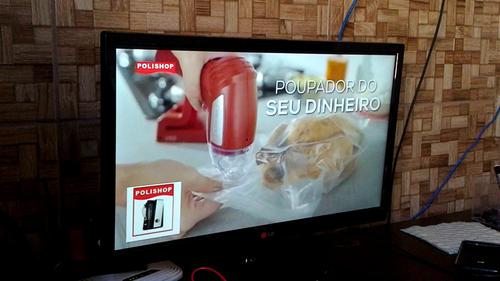 POLISHOP
POUPADOR DO
SEU DINHEIRO
POLISHOP
LG